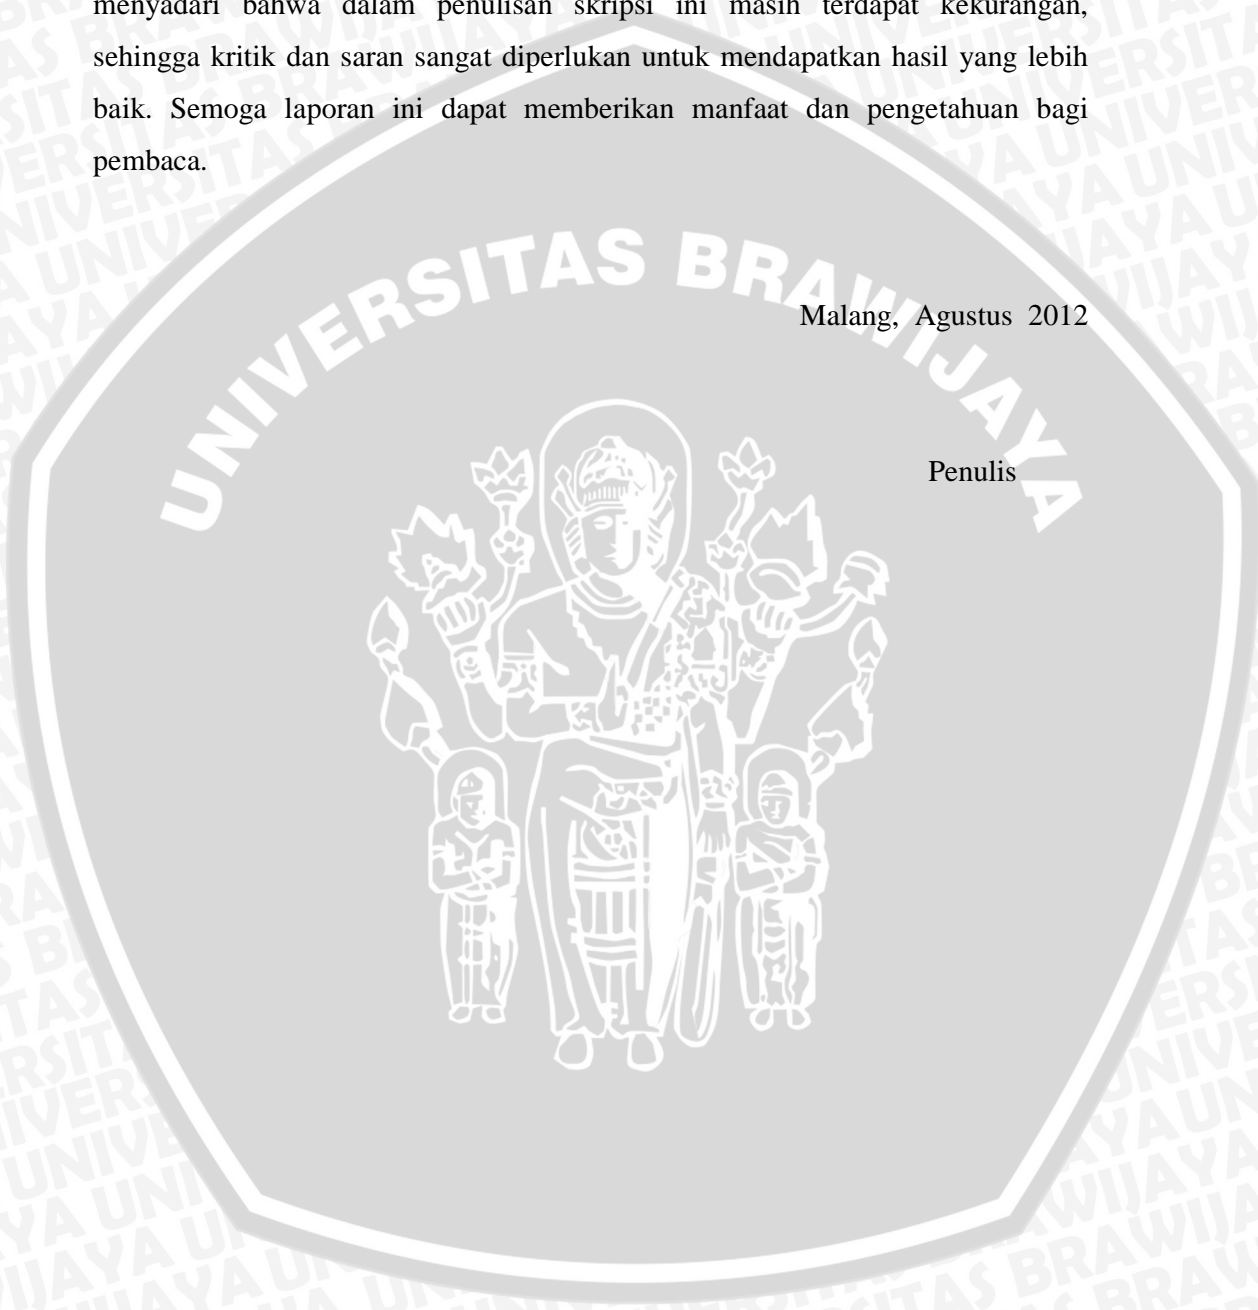 menyadari bahwa dalam penulisan skripsi ini masih terdapat kekurangan,
sehingga kritik dan saran sangat diperlukan untuk mendapatkan hasil yang lebih
baik. Semoga laporan ini dapat memberikan manfaat dan pengetahuan bagi
pembaca.
UNIVERSITAS BRAWIJAYA
Malang, Agustus 2012
Penulis